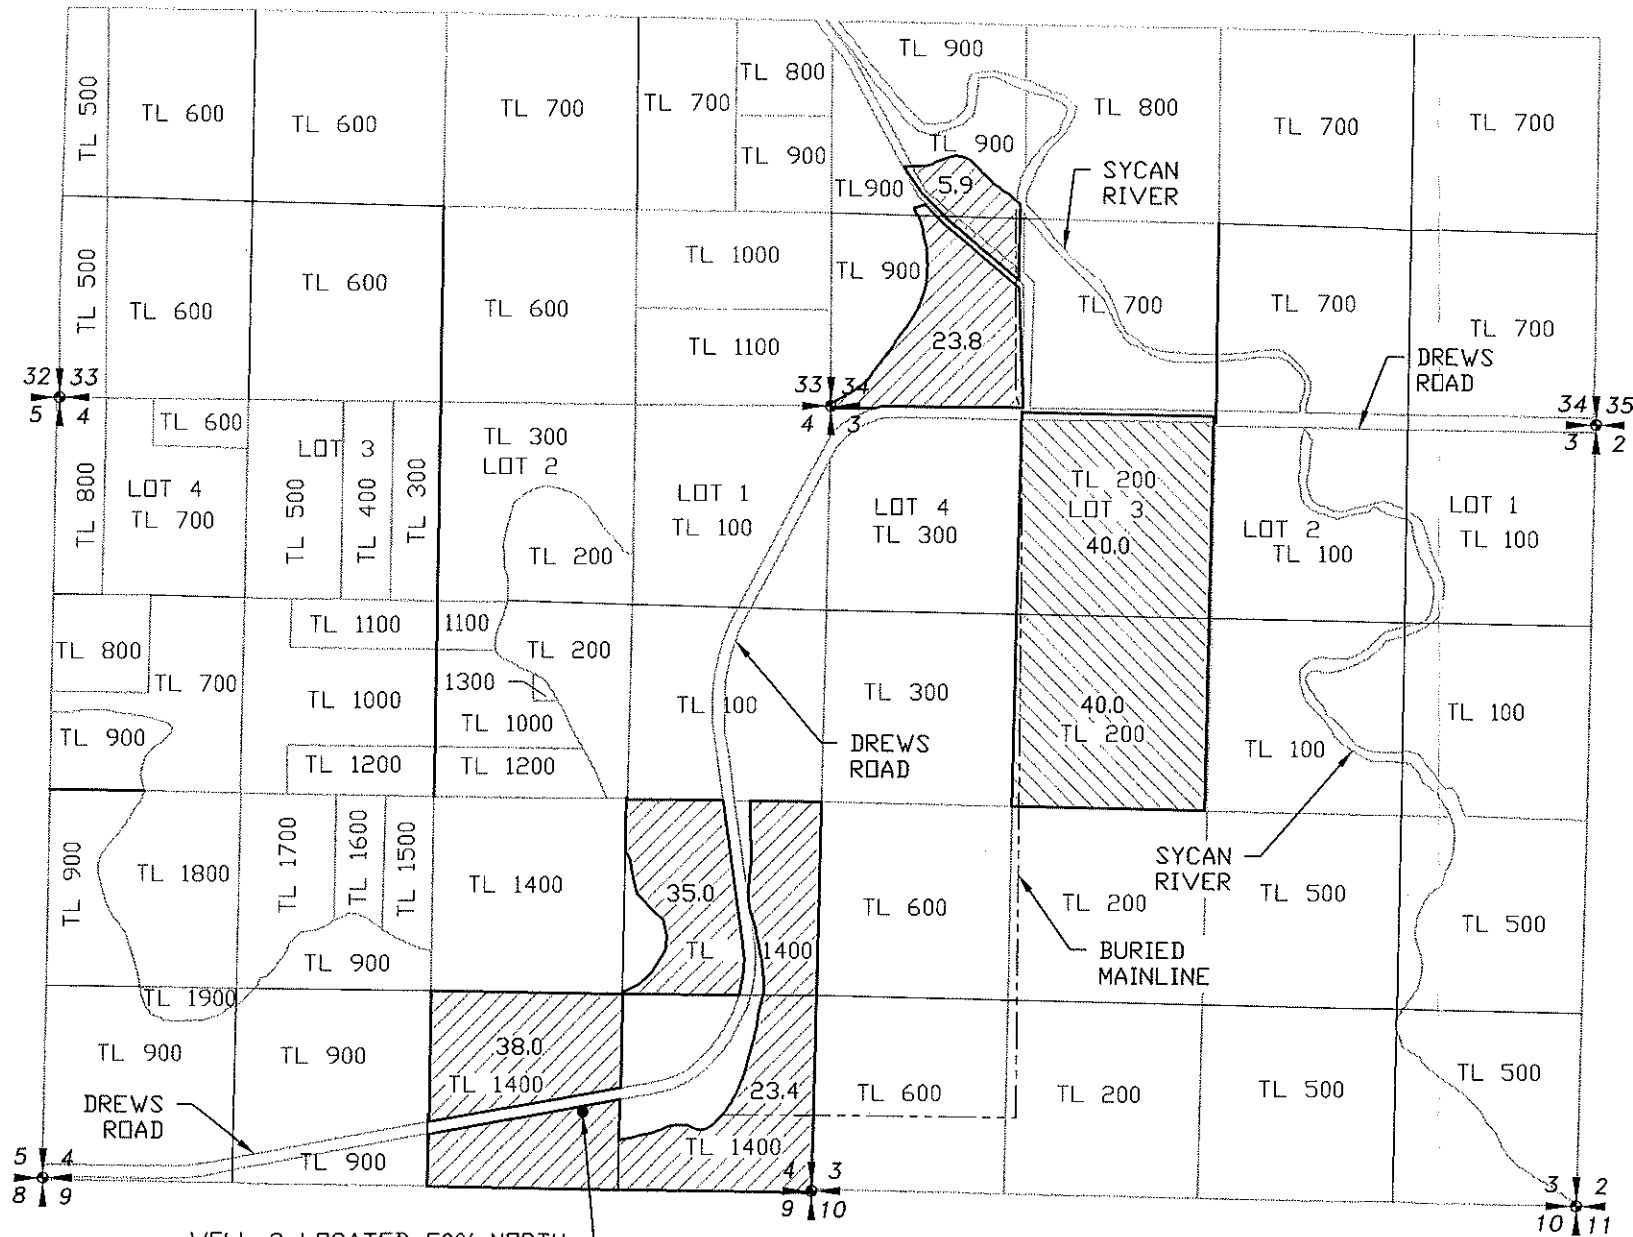 TL 900
TL 500
TL 600
TL 600
TL 700
TL 700
TL 800
TL 800
TL 700
TL 700
TL 900
TL 900
TL900
5.9
SYCAN
RIVER
TL 500
TL 600
TL 600
TL 600
TL 1000
TL 900
TL 700
TL 700
TL 700
TL 1100
23.8
DREWS
ROAD
32 33
5 4
33 34
4 3
34 35
3 2
TL 800
TL 600
LOT 4
TL 700
LOT 3
TL 500
TL 400
TL 300
TL 300
LOT 2
TL 200
LOT 1
TL 100
LOT 4
TL 300
TL 200
LOT 3
40.0
LOT 2
TL 100
LOT 1
TL 100
TL 800
TL 700
TL 1100
1100
TL 200
1300
TL 1000
TL 1000
TL 900
TL 1200
TL 1200
TL 100
TL 300
DREWS
ROAD
40.0
TL 200
TL 100
TL 100
TL 900
TL 1800
TL 1700
TL 1600
TL 1500
TL 1400
35.0
TL 1400
TL 600
TL 200
SYCAN
RIVER
TL 500
TL 500
BURIED
MAINLINE
TL 900
TL 1900
TL 900
TL 900
38.0
TL 1400
23.4
TL 1400
TL 600
TL 200
TL 500
TL 500
DREWS
ROAD
TL 900
5 4
8 9
4 3
9 10
3 2
10 11